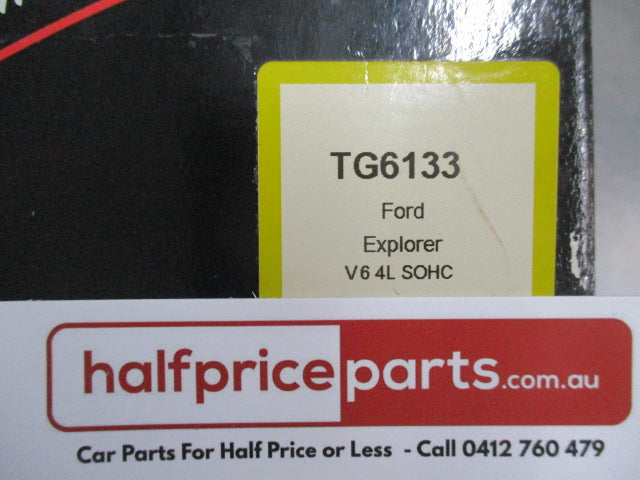 TG6133
Ford
Explorer
V6 4L SOHC
halfpriceparts.com.au
Car Parts For Half Price or Less - Call 0412 760 479